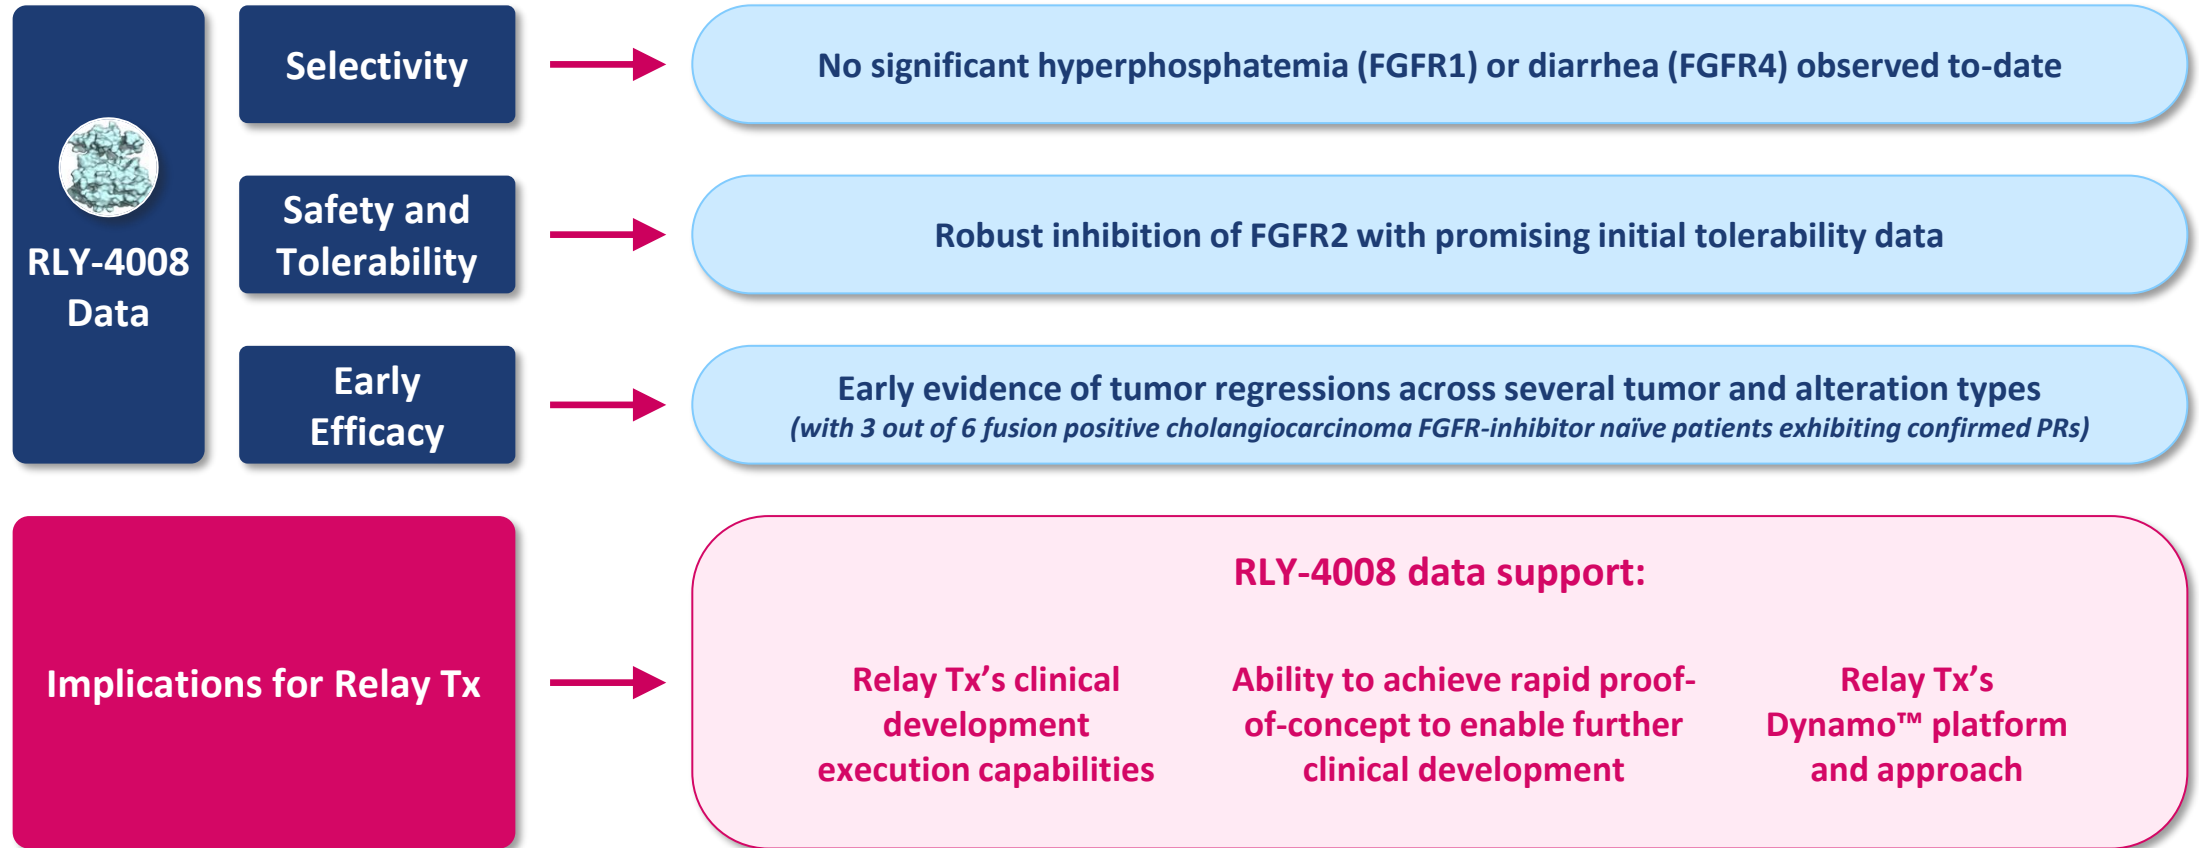 RLY-4008
Data
Selectivity
No significant hyperphosphatemia (FGFR1) or diarrhea (FGFR4) observed to-date
Safety and
Tolerability
Robust inhibition of FGFR2 with promising initial tolerability data
Early
Efficacy
Early evidence of tumor regressions across several tumor and alteration types
(with 3 out of 6 fusion positive cholangiocarcinoma FGFR-inhibitor naïve patients exhibiting confirmed PRs)
Implications for Relay Tx
RLY-4008 data support:
Relay Tx’s clinical
development
execution capabilities
Ability to achieve rapid proof-
of-concept to enable further
clinical development
Relay Tx’s
Dynamo™ platform
and approach